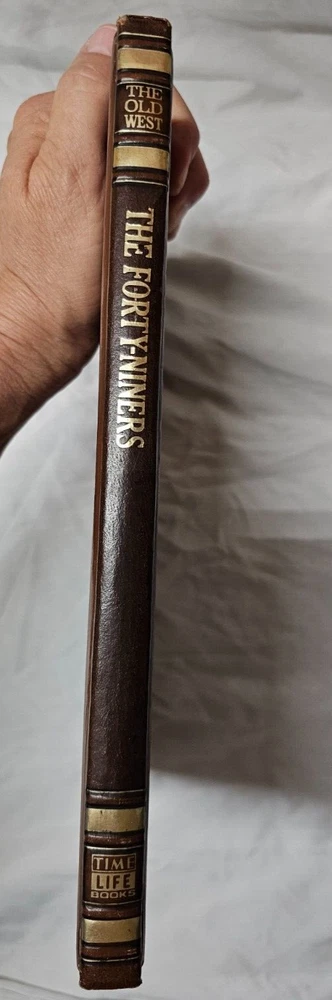 THE
OLD
WEST
THE FORTY-NINERS
TIME
LIFE
BOOKS